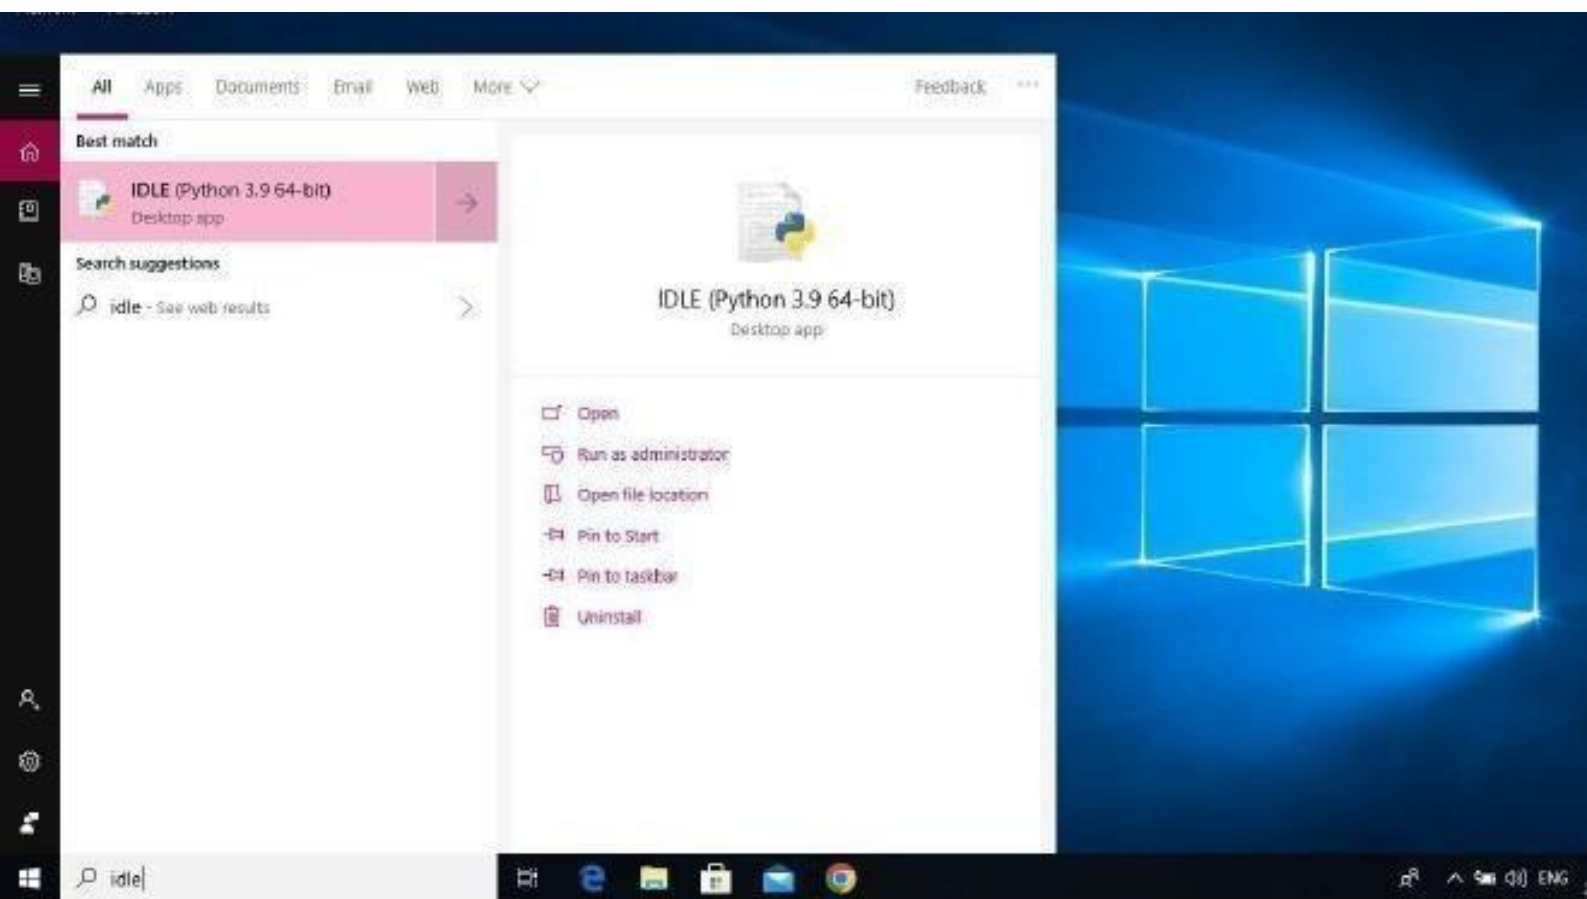 All Apps Documents Email Web More Feedback ...
Best match
IDLE (Python 3.9 64-bit)
Desktop app
Search suggestions
idle - See web results
IDLE (Python 3.9 64-bit)
Desktop app
Open
Run as administrator
Open file location
Pin to Start
Pin to taskbar
Uninstall
idle
ENG